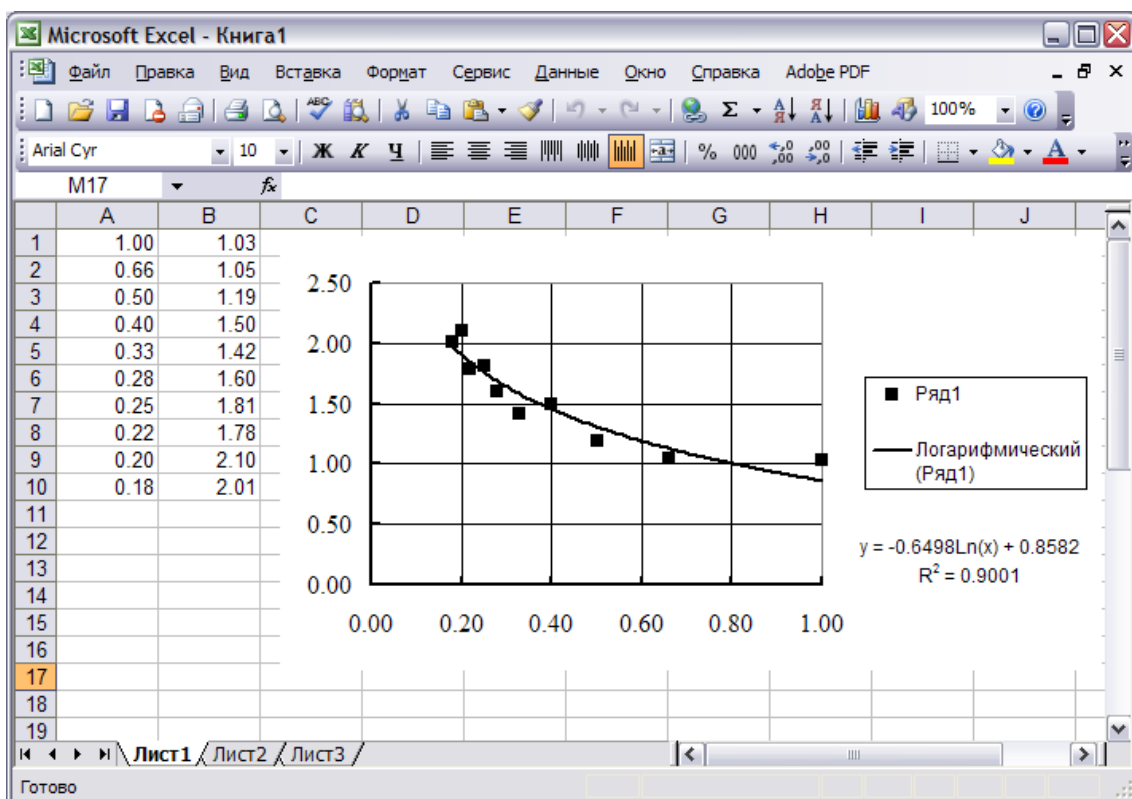 Microsoft Excel - Книга1
Файл Правка Вид Вставка Формат Сервис Данные Окно Справка Adobe PDF
ABC Σ А Я Я А 100% ?
Arial Cyr 10 Ж К Ч a % 000 ,00 ,00 А
M17 fx
A B C D E F G H I J
1 1.00 1.03
2 0.66 1.05
3 0.50 1.19
4 0.40 1.50
5 0.33 1.42
6 0.28 1.60
7 0.25 1.81
8 0.22 1.78
9 0.20 2.10
10 0.18 2.01
11
12
13
14
15
16
17
18
19
2.50
2.00
1.50
1.00
0.50
0.00
0.00 0.20 0.40 0.60 0.80 1.00
Ряд1
Логарифмический
(Ряд1)
y = -0.6498Ln(x) + 0.8582
R² = 0.9001
Лист1 Лист2 Лист3
Готово